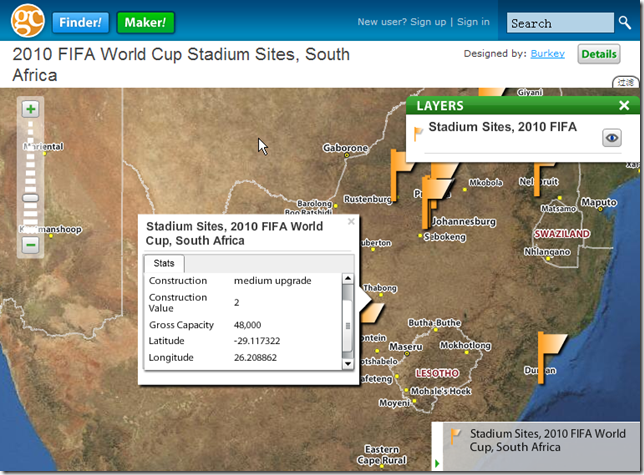 gc
Finder!
Maker!
New user? Sign up | Sign in
Search
2010 FIFA World Cup Stadium Sites, South
Africa
Designed by: Burkey
Details
过滤
LAYERS
Stadium Sites, 2010 FIFA
Giyani
Mariental
Gaborone
Rustenburg
Mkobola
Nelspruit
Keetmanshoop
Barolong
Boo Ratshidi
Johannesburg
Matsamo
Maputo
Sebokeng
SWAZILAND
Nhlangano
Stadium Sites, 2010 FIFA World
Cup, South Africa
Stats
Construction medium upgrade
Construction
Value 2
Gross Capacity 48,000
Latitude -29.117322
Longitude 26.208862
Thabong
Butha-Buthe
Maseru
Mokhotlong
LESOTHO
Mohale's Hoek
Moyeni
Durban
Eastern
Cape Rural
Stadium Sites, 2010 FIFA World
Cup, South Africa